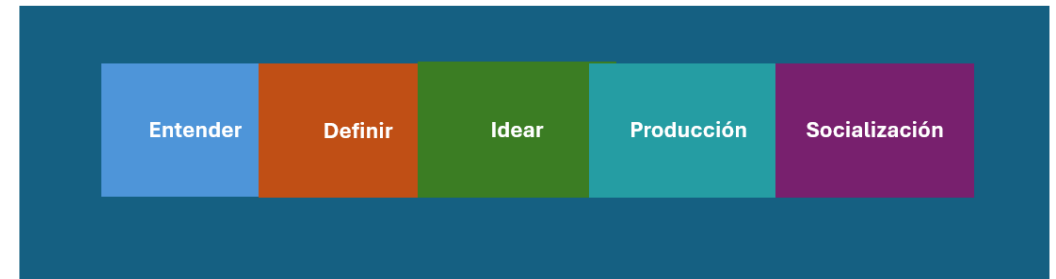 Entender
Definir
Idear
Producción
Socialización